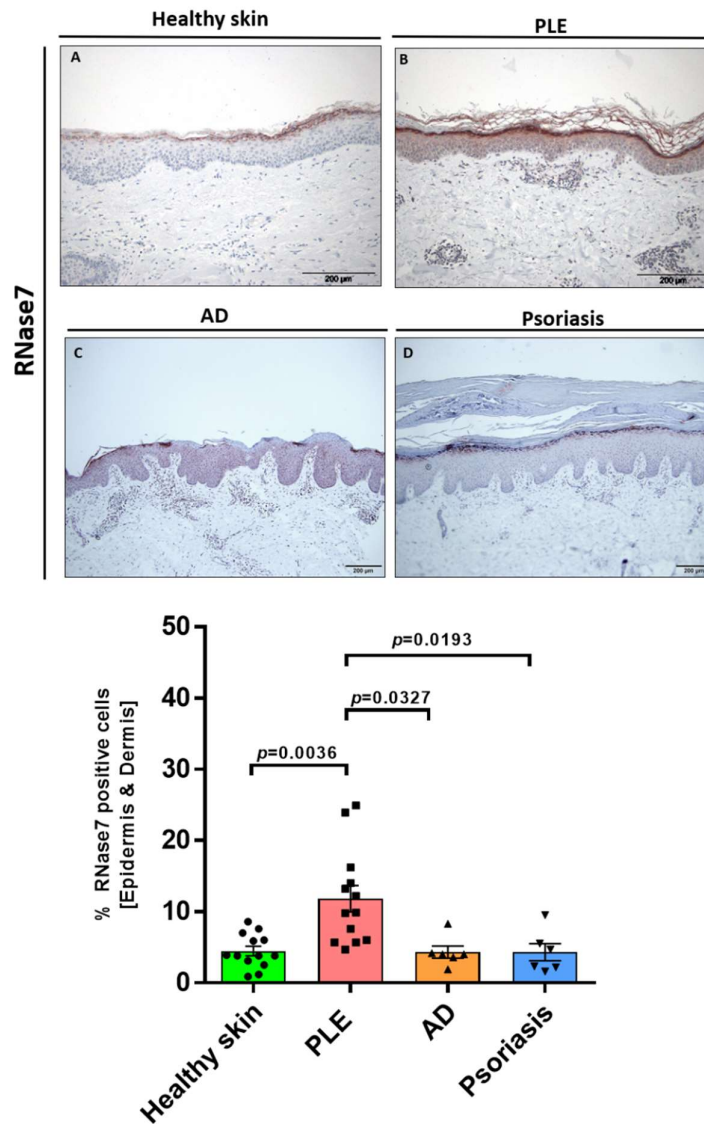 Healthy skin
PLE
RNase7
A
B
200 µm
200 µm
AD
Psoriasis
C
D
200 µm
200 µm
50
40
30
20
10
0
% RNase7 positive cells
[Epidermis & Dermis]
p=0.0193
p=0.0327
p=0.0036
Healthy skin
PLE
AD
Psoriasis